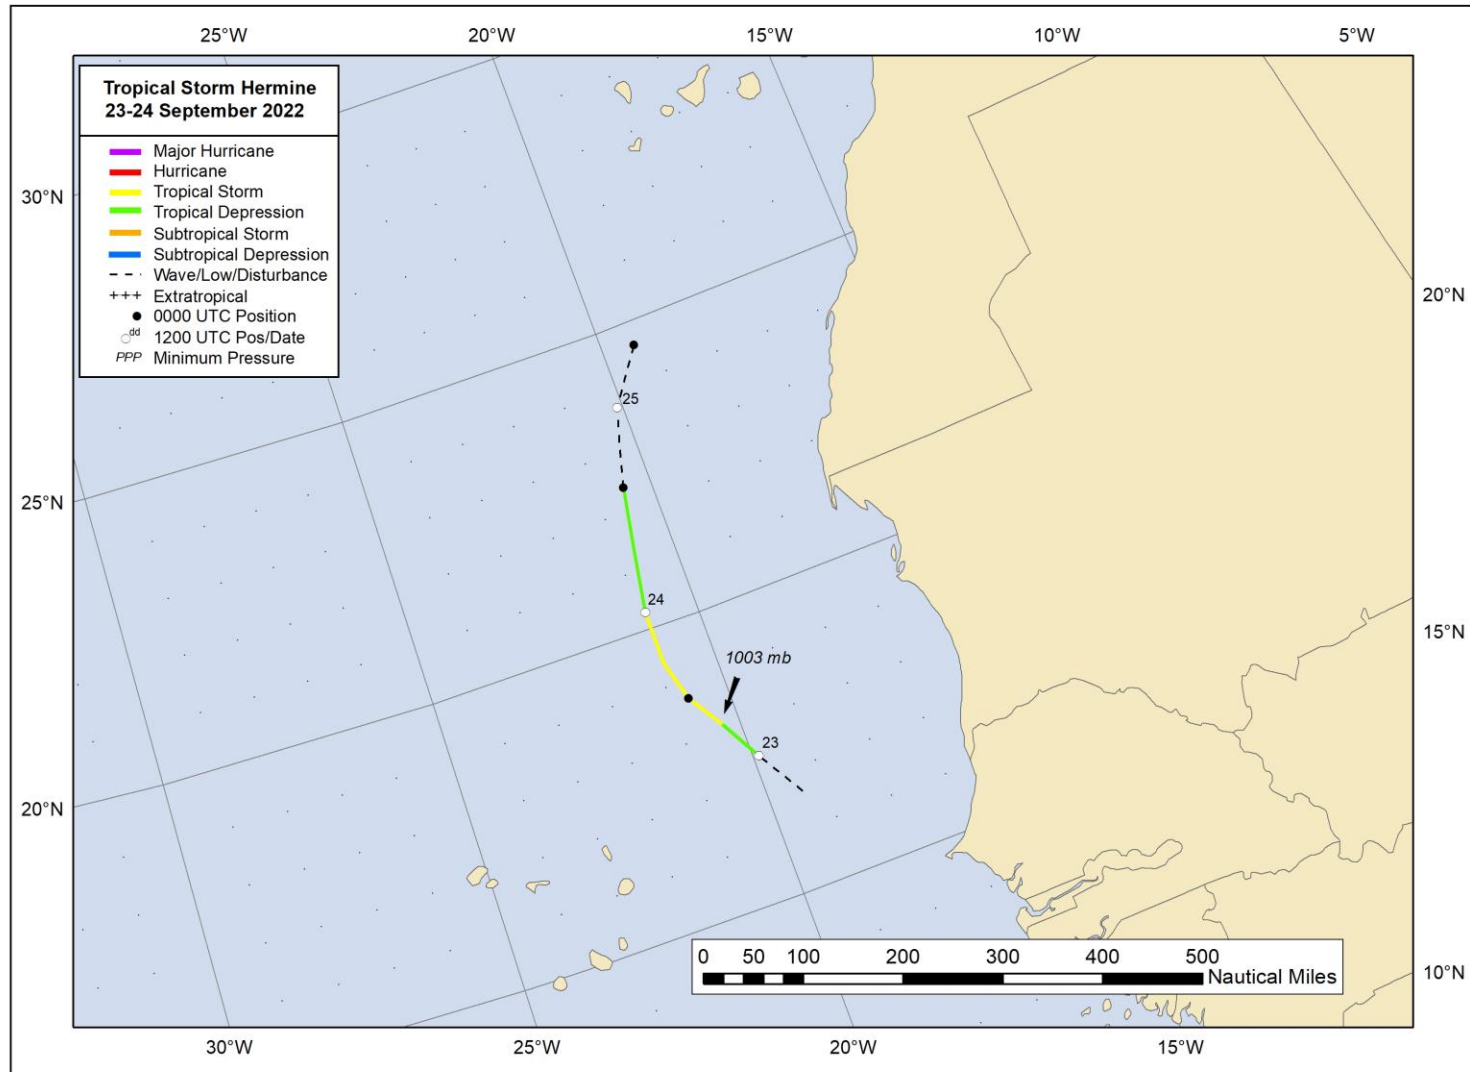 25°W 20°W 15°W 10°W 5°W
Tropical Storm Hermine
23-24 September 2022
Major Hurricane
Hurricane
Tropical Storm
Tropical Depression
Subtropical Storm
Subtropical Depression
Wave/Low/Disturbance
+++ Extratropical
0000 UTC Position
dd 1200 UTC Pos/Date
PPP Minimum Pressure
30°N
20°N
25
25°N
24
15°N
1003 mb
23
20°N
0 50 100 200 300 400 500
Nautical Miles
10°N
30°W 25°W 20°W 15°W